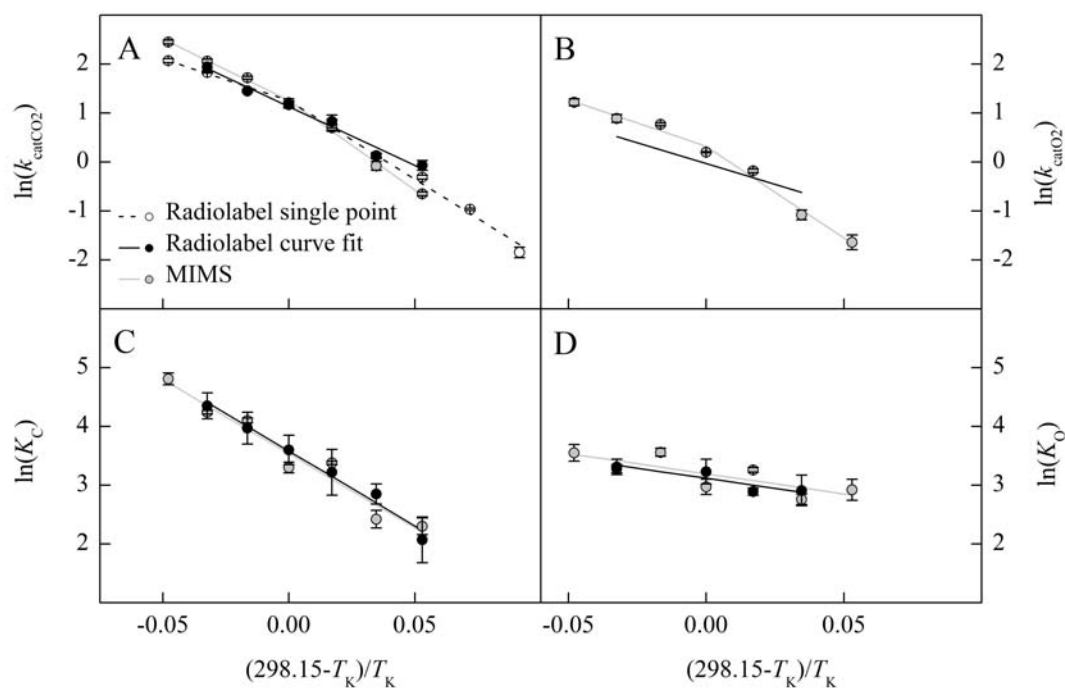 A
B
2
1
0
-1
-2
ln(kcatCO2)
2
1
0
-1
-2
ln(kcatO2)
Radiolabel single point
Radiolabel curve fit
MIMS
C
D
5
4
3
2
ln(KC)
5
4
3
2
ln(KO)
-0.05 0.00 0.05
-0.05 0.00 0.05
(298.15-TK)/TK
(298.15-TK)/TK